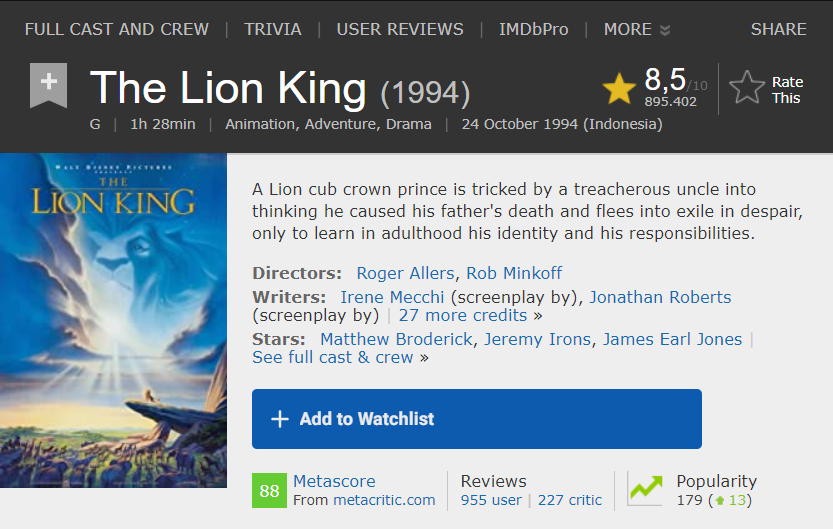 FULL CAST AND CREW | TRIVIA | USER REVIEWS | IMDbPro | MORE SHARE
The Lion King (1994)
8,5/10
895.402
Rate This
G | 1h 28min | Animation, Adventure, Drama | 24 October 1994 (Indonesia)
WALT DISNEY PICTURES
PRESENTS
THE
LION KING
A Lion cub crown prince is tricked by a treacherous uncle into
thinking he caused his father's death and flees into exile in despair,
only to learn in adulthood his identity and his responsibilities.
Directors: Roger Allers, Rob Minkoff
Writers: Irene Mecchi (screenplay by), Jonathan Roberts
(screenplay by) | 27 more credits »
Stars: Matthew Broderick, Jeremy Irons, James Earl Jones |
See full cast & crew »
+ Add to Watchlist
88 Metascore
From metacritic.com
Reviews
955 user | 227 critic
Popularity
179 (13)